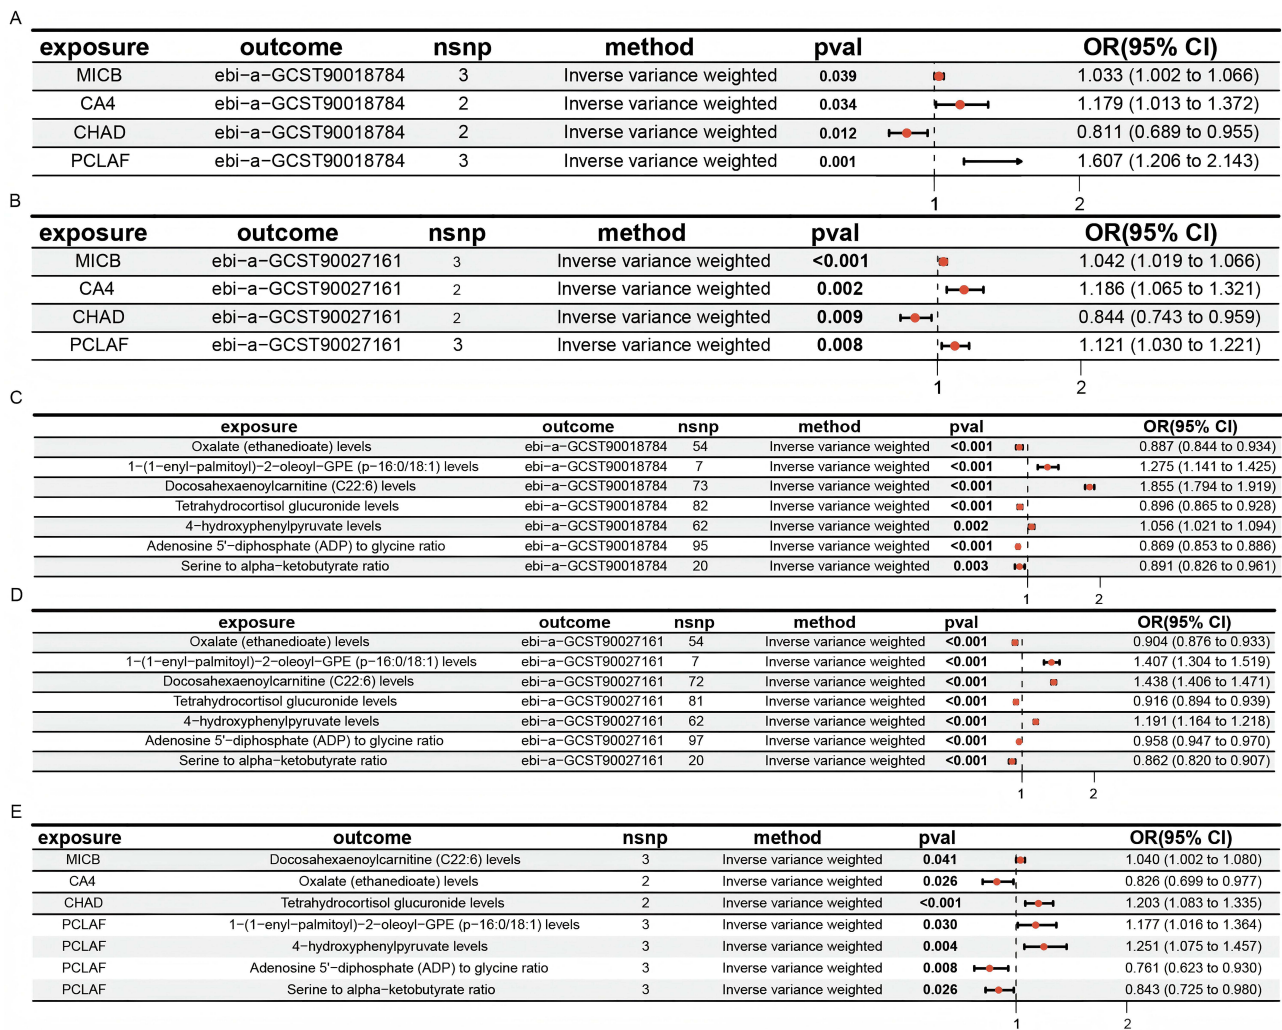 A
exposure outcome nsnp method pval OR(95% CI)
MICB ebi−a−GCST90018784 3 Inverse variance weighted 0.039 1.033 (1.002 to 1.066)
CA4 ebi−a−GCST90018784 2 Inverse variance weighted 0.034 1.179 (1.013 to 1.372)
CHAD ebi−a−GCST90018784 2 Inverse variance weighted 0.012 0.811 (0.689 to 0.955)
PCLAF ebi−a−GCST90018784 3 Inverse variance weighted 0.001 1.607 (1.206 to 2.143)
1 2
B
exposure outcome nsnp method pval OR(95% CI)
MICB ebi−a−GCST90027161 3 Inverse variance weighted <0.001 1.042 (1.019 to 1.066)
CA4 ebi−a−GCST90027161 2 Inverse variance weighted 0.002 1.186 (1.065 to 1.321)
CHAD ebi−a−GCST90027161 2 Inverse variance weighted 0.009 0.844 (0.743 to 0.959)
PCLAF ebi−a−GCST90027161 3 Inverse variance weighted 0.008 1.121 (1.030 to 1.221)
1 2
C
exposure outcome nsnp method pval OR(95% CI)
Oxalate (ethanedioate) levels ebi−a−GCST90018784 54 Inverse variance weighted <0.001 0.887 (0.844 to 0.934)
1−(1−enyl−palmitoyl)−2−oleoyl−GPE (p−16:0/18:1) levels ebi−a−GCST90018784 7 Inverse variance weighted <0.001 1.275 (1.141 to 1.425)
Docosahexaenoylcarnitine (C22:6) levels ebi−a−GCST90018784 73 Inverse variance weighted <0.001 1.855 (1.794 to 1.919)
Tetrahydrocortisol glucuronide levels ebi−a−GCST90018784 82 Inverse variance weighted <0.001 0.896 (0.865 to 0.928)
4−hydroxyphenylpyruvate levels ebi−a−GCST90018784 62 Inverse variance weighted 0.002 1.056 (1.021 to 1.094)
Adenosine 5'−diphosphate (ADP) to glycine ratio ebi−a−GCST90018784 95 Inverse variance weighted <0.001 0.869 (0.853 to 0.886)
Serine to alpha−ketobutyrate ratio ebi−a−GCST90018784 20 Inverse variance weighted 0.003 0.891 (0.826 to 0.961)
1 2
D
exposure outcome nsnp method pval OR(95% CI)
Oxalate (ethanedioate) levels ebi−a−GCST90027161 54 Inverse variance weighted <0.001 0.904 (0.876 to 0.933)
1−(1−enyl−palmitoyl)−2−oleoyl−GPE (p−16:0/18:1) levels ebi−a−GCST90027161 7 Inverse variance weighted <0.001 1.407 (1.304 to 1.519)
Docosahexaenoylcarnitine (C22:6) levels ebi−a−GCST90027161 72 Inverse variance weighted <0.001 1.438 (1.406 to 1.471)
Tetrahydrocortisol glucuronide levels ebi−a−GCST90027161 81 Inverse variance weighted <0.001 0.916 (0.894 to 0.939)
4−hydroxyphenylpyruvate levels ebi−a−GCST90027161 62 Inverse variance weighted <0.001 1.191 (1.164 to 1.218)
Adenosine 5'−diphosphate (ADP) to glycine ratio ebi−a−GCST90027161 97 Inverse variance weighted <0.001 0.958 (0.947 to 0.970)
Serine to alpha−ketobutyrate ratio ebi−a−GCST90027161 20 Inverse variance weighted <0.001 0.862 (0.820 to 0.907)
1 2
E
exposure outcome nsnp method pval OR(95% CI)
MICB Docosahexaenoylcarnitine (C22:6) levels 3 Inverse variance weighted 0.041 1.040 (1.002 to 1.080)
CA4 Oxalate (ethanedioate) levels 2 Inverse variance weighted 0.026 0.826 (0.699 to 0.977)
CHAD Tetrahydrocortisol glucuronide levels 2 Inverse variance weighted <0.001 1.203 (1.083 to 1.335)
PCLAF 1−(1−enyl−palmitoyl)−2−oleoyl−GPE (p−16:0/18:1) levels 3 Inverse variance weighted 0.030 1.177 (1.016 to 1.364)
PCLAF 4−hydroxyphenylpyruvate levels 3 Inverse variance weighted 0.004 1.251 (1.075 to 1.457)
PCLAF Adenosine 5'−diphosphate (ADP) to glycine ratio 3 Inverse variance weighted 0.008 0.761 (0.623 to 0.930)
PCLAF Serine to alpha−ketobutyrate ratio 3 Inverse variance weighted 0.026 0.843 (0.725 to 0.980)
1 2